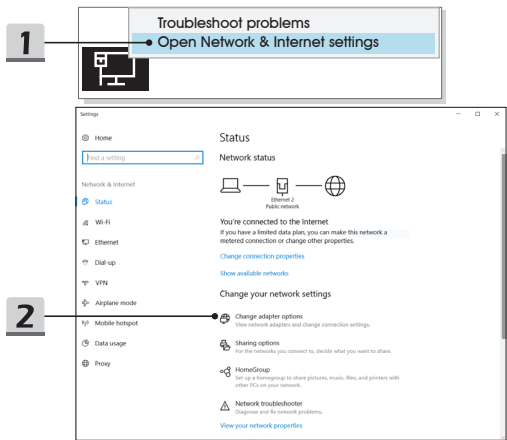 Troubleshoot problems
1
Open Network & Internet settings
Settings
Home
Status
Find a setting
Network status
Network & Internet
Status
Ethernet 2
Public network
Wi-Fi
You're connected to the Internet
If you have a limited data plan, you can make this network a
metered connection or change other properties.
Ethernet
Dial-up
Change connection properties
VPN
Show available networks
Airplane mode
Change your network settings
2
Mobile hotspot
Change adapter options
View network adapters and change connection settings.
Data usage
Sharing options
For the networks you connect to, decide what you want to share.
Proxy
HomeGroup
Set up a homegroup to share pictures, music, files, and printers with
other PCs on your network.
Network troubleshooter
Diagnose and fix network problems.
View your network properties